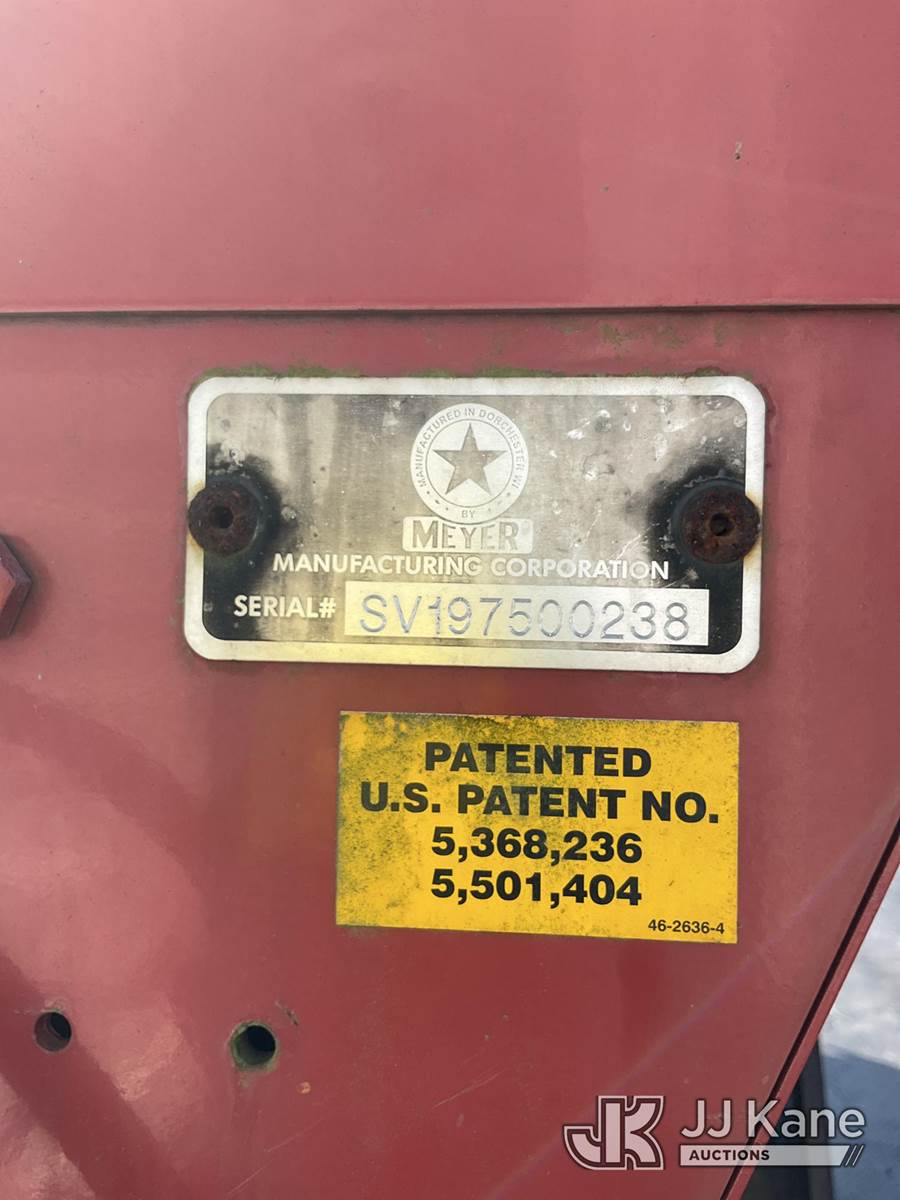 MANUFACTURED IN DORCHESTER WI
BY
MEYER
MANUFACTURING CORPORATION
SERIAL# SV197500238
PATENTED
U.S. PATENT NO.
5,368,236
5,501,404
46-2636-4
JK JJ Kane
AUCTIONS